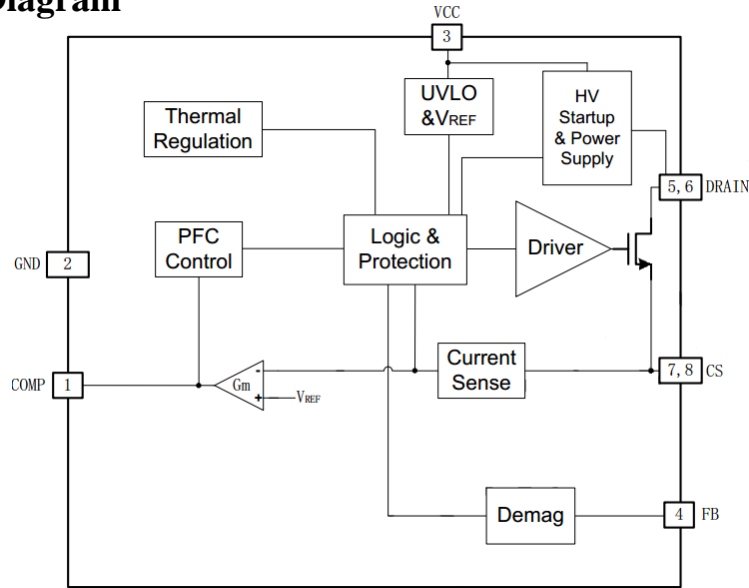 Diagram
VCC
3
UVLO
&VREF
HV
Startup
& Power
Supply
Thermal
Regulation
5,6 DRAIN
PFC
Control
Logic &
Protection
Driver
GND 2
COMP 1
Gm
-
+
VREF
Current
Sense
7,8 CS
Demag
4 FB